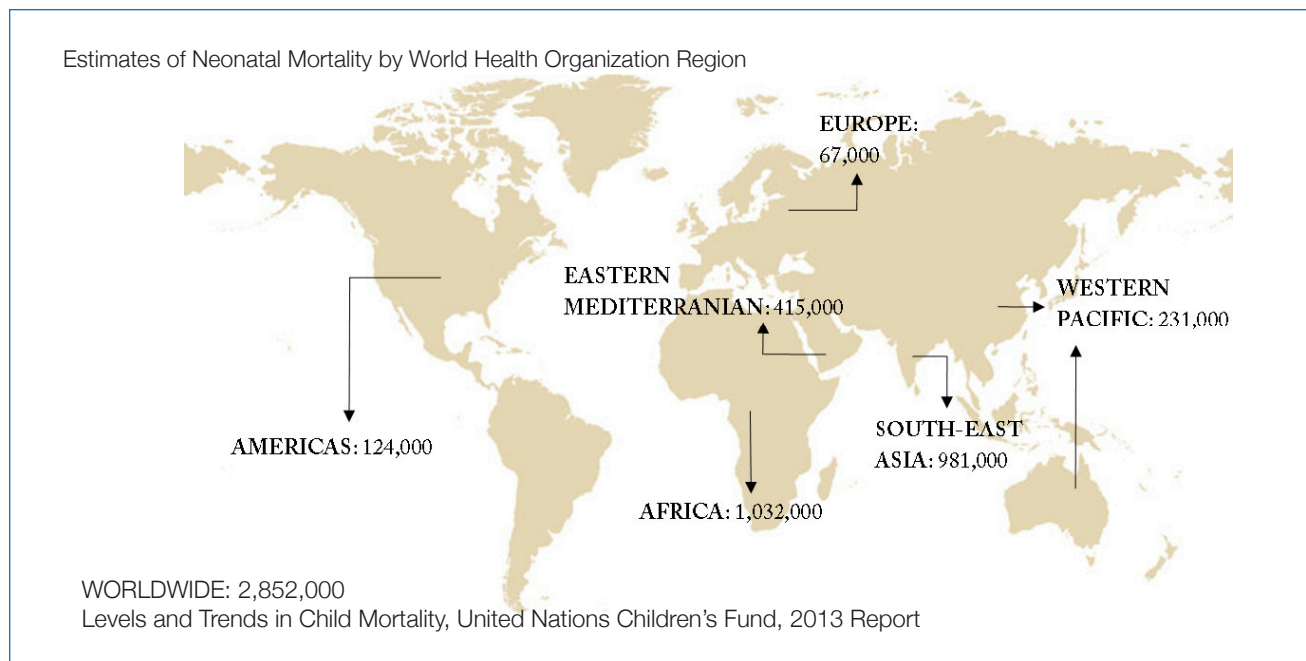 Estimates of Neonatal Mortality by World Health Organization Region
EUROPE:
67,000
EASTERN
MEDITERRANIAN: 415,000
WESTERN
PACIFIC: 231,000
AMERICAS: 124,000
SOUTH-EAST
ASIA: 981,000
AFRICA: 1,032,000
WORLDWIDE: 2,852,000
Levels and Trends in Child Mortality, United Nations Children’s Fund, 2013 Report